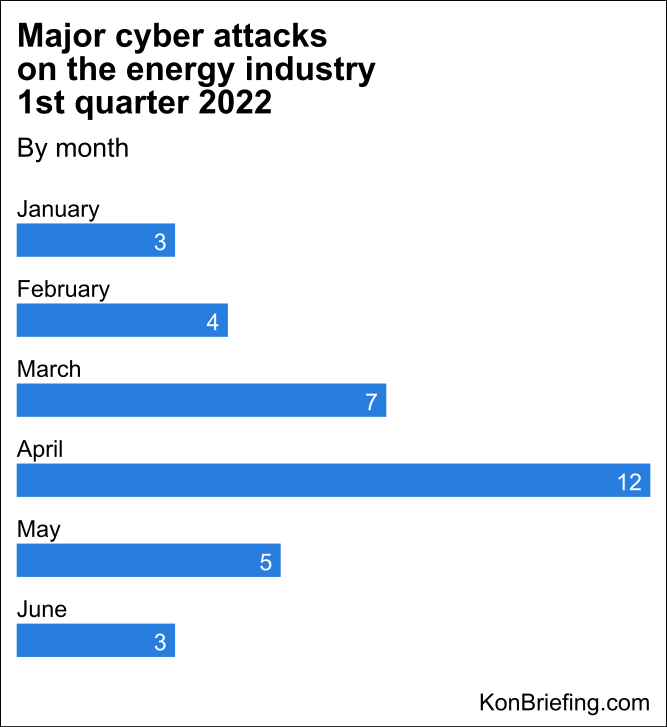 Major cyber attacks
on the energy industry
1st quarter 2022
By month
January
3
February
4
March
7
April
12
May
5
June
3
KonBriefing.com